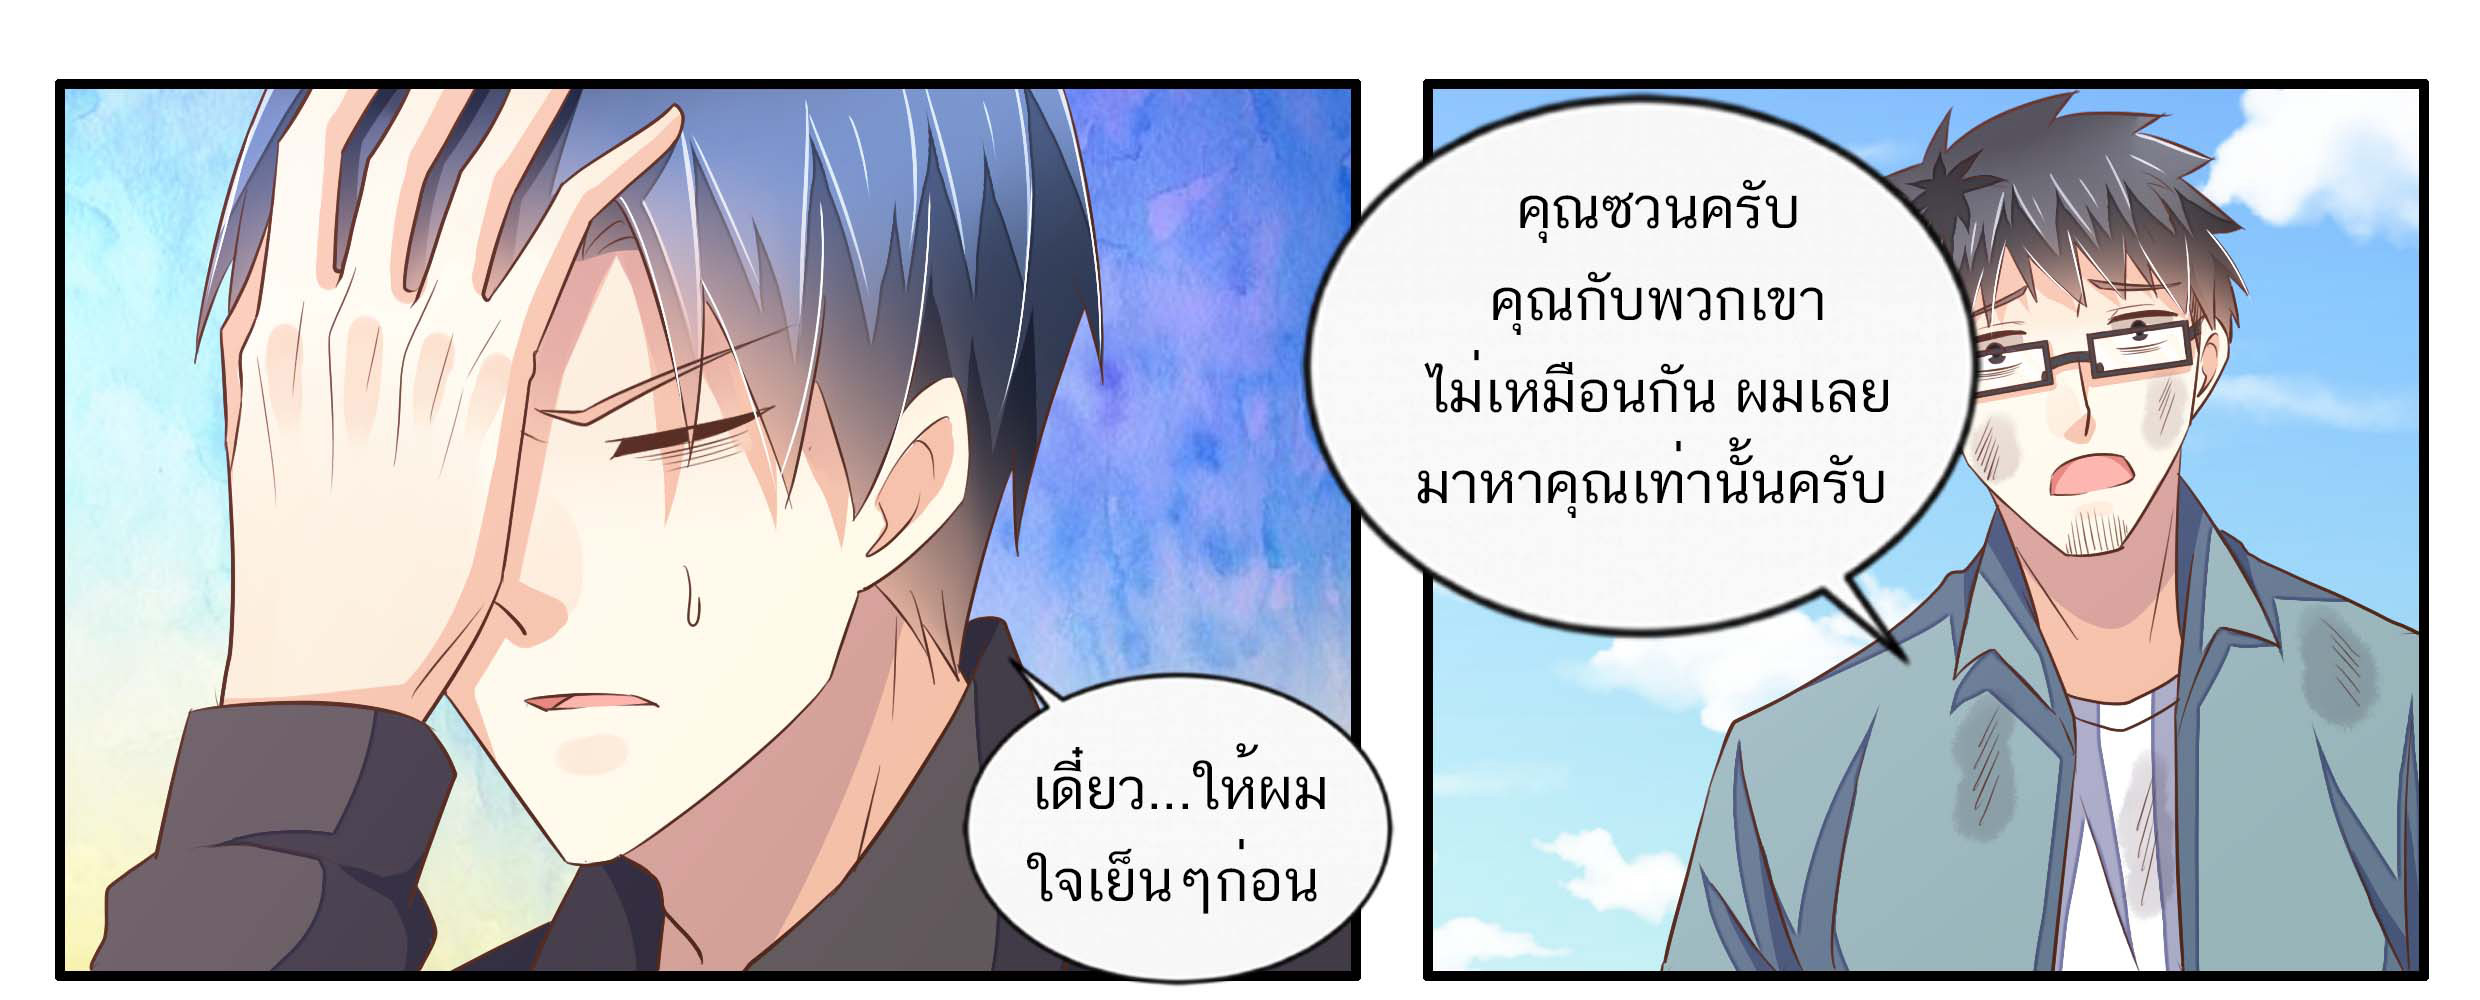 เดี๋ยว...ให้ผม
ใจเย็นๆก่อน
คุณซวนครับ
คุณกับพวกเขา
ไม่เหมือนกัน ผมเลย
มาหาคุณเท่านั้นครับ